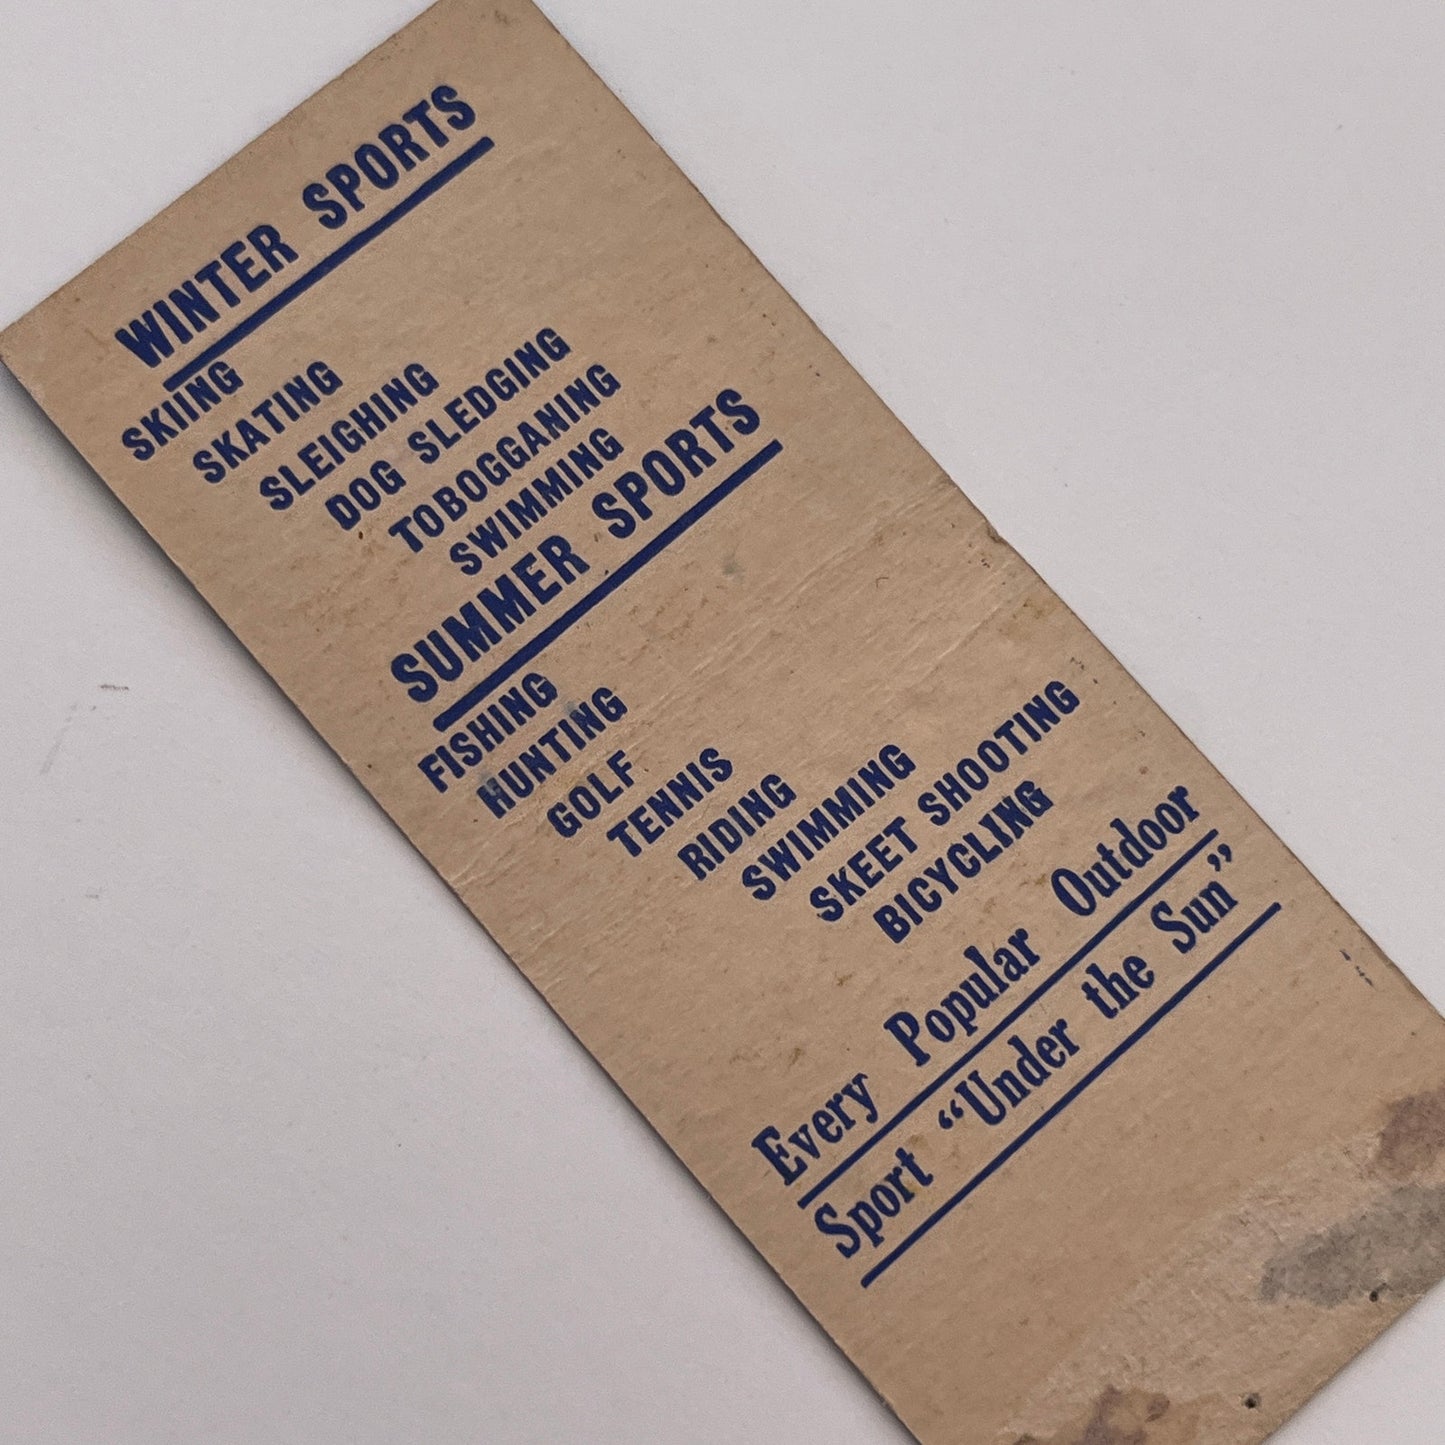 WINTER SPORTS
SKIING
SKATING
SLEIGHING
DOG SLEDGING
TOBOGGANING
SWIMMING
SUMMER SPORTS
FISHING
HUNTING
GOLF
TENNIS
RIDING
SWIMMING
SKEET SHOOTING
BICYCLING
Every Popular Outdoor
Sport “Under the Sun”